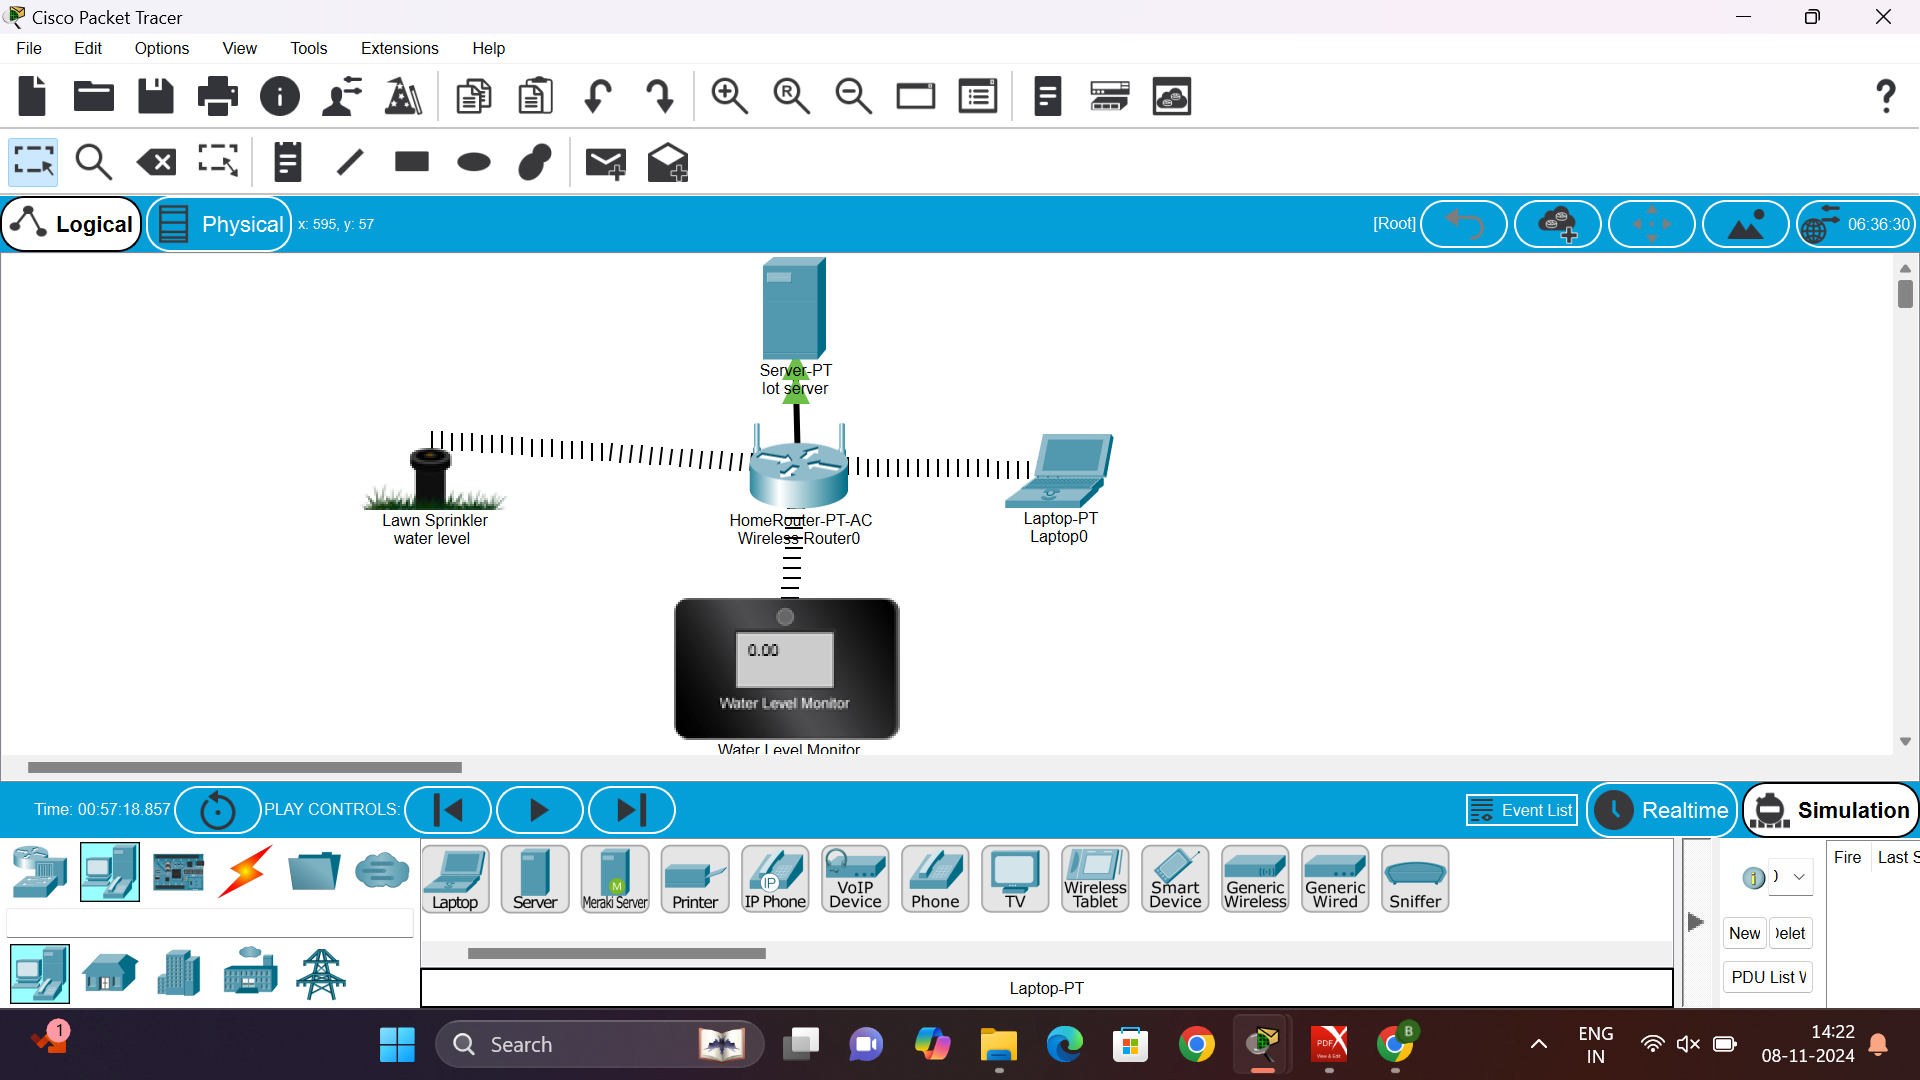 Cisco Packet Tracer
File Edit Options View Tools Extensions Help
Logical Physical x: 595, y: 57 [Root] 06:36:30
Server-PT
Iot server
Lawn Sprinkler
water level
HomeRouter-PT-AC
Wireless Router0
Laptop-PT
Laptop0
0.00
Water Level Monitor
Water Level Monitor
Time: 00:57:18.857 PLAY CONTROLS: Event List Realtime Simulation
Laptop
Server
M
Meraki Server
Printer
IP
IP Phone
VoIP
Device
Phone
TV
Wireless
Tablet
Smart
Device
Generic
Wireless
Generic
Wired
Sniffer
Laptop-PT
Fire Last S
New
PDU List
1
Search
PDF
View & Edit
B
ENG
IN
14:22
08-11-2024